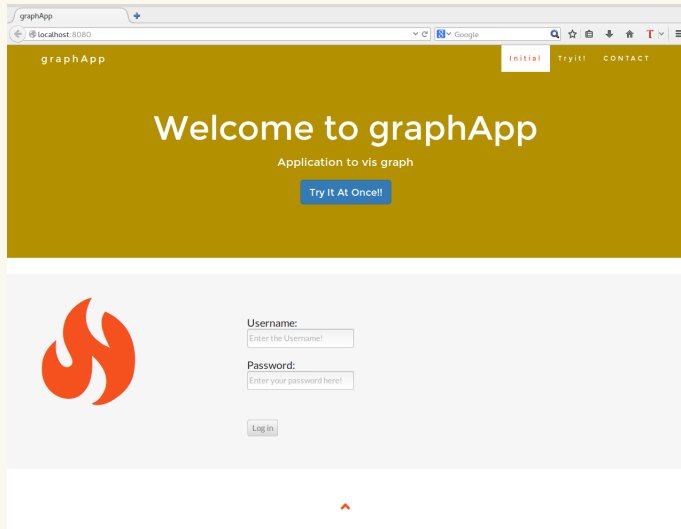 graphApp
localhost:8080
Google
graphApp Initial Tryit! CONTACT
Welcome to graphApp
Application to vis graph
Try It At Once!!
Username:
Enter the Username!
Password:
Enter your password here!
Log in